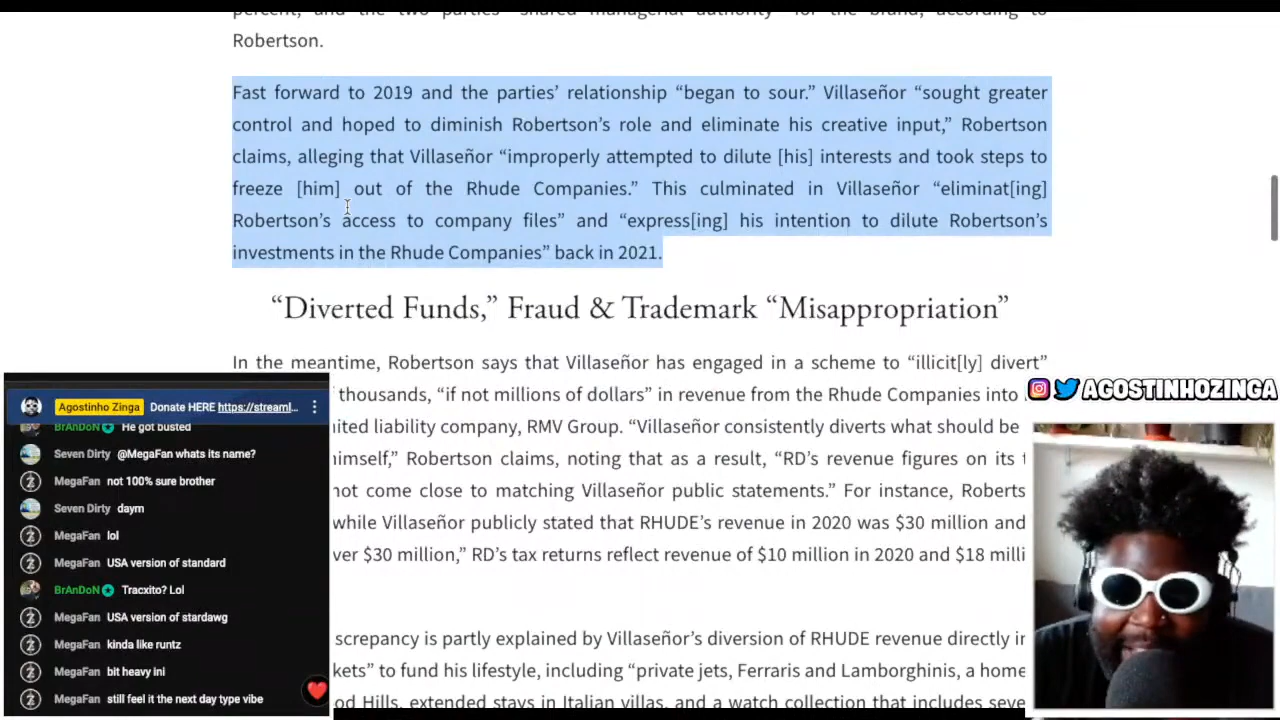 percent, and the two parties “shared managerial authority” for the brand, according to
Robertson.
Fast forward to 2019 and the parties’ relationship “began to sour.” Villaseñor “sought greater
control and hoped to diminish Robertson’s role and eliminate his creative input,” Robertson
claims, alleging that Villaseñor “improperly attempted to dilute [his] interests and took steps to
freeze [him] out of the Rhude Companies.” This culminated in Villaseñor “eliminat[ing]
Robertson’s access to company files” and “express[ing] his intention to dilute Robertson’s
investments in the Rhude Companies” back in 2021.
“Diverted Funds,” Fraud & Trademark “Misappropriation”
In the meantime, Robertson says that Villaseñor has engaged in a scheme to “illicit[ly] divert”
thousands, “if not millions of dollars” in revenue from the Rhude Companies into
limited liability company, RMV Group. “Villaseñor consistently diverts what should be
himself,” Robertson claims, noting that as a result, “RD’s revenue figures on its
not come close to matching Villaseñor public statements.” For instance, Roberts
while Villaseñor publicly stated that RHUDE’s revenue in 2020 was $30 million and
ver $30 million,” RD’s tax returns reflect revenue of $10 million in 2020 and $18 milli
screpancy is partly explained by Villaseñor’s diversion of RHUDE revenue directly in
kets” to fund his lifestyle, including “private jets, Ferraris and Lamborghinis, a home
od Hills, extended stays in Italian villas, and a watch collection that includes seve
Agostinho Zinga Donate HERE https://streaml...
BrAnDoN He got busted
Seven Dirty @MegaFan whats its name?
MegaFan not 100% sure brother
Seven Dirty daym
MegaFan lol
MegaFan USA version of standard
BrAnDoN Tracxito? Lol
MegaFan USA version of stardawg
MegaFan kinda like runtz
MegaFan bit heavy ini
MegaFan still feel it the next day type vibe
AGOSTINHOZINGA